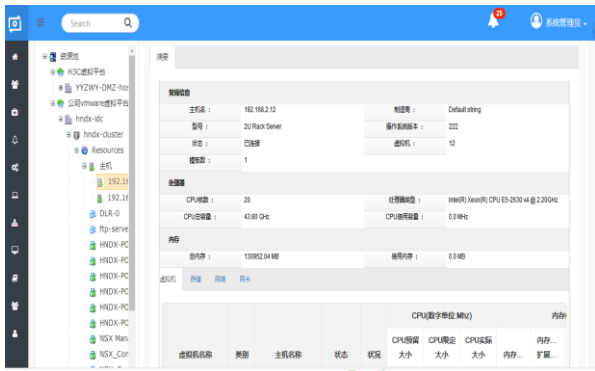 Search
25
系统管理员
资源池
H3C虚拟平台
YYZWY-DMZ-hos
公司vmware虚拟平台
hndx-idc
hndx-cluster
Resources
主机
192.16
192.16
DLR-0
ftp-serve
HNDX-PC
HNDX-PC
HNDX-PC
HNDX-PC
HNDX-PC
HNDX-PC
NSX Mana
NSX_Con
摘要
常规信息
主机名： 192.168.2.12 制造商： Default string
型号： 2U Rack Server 操作系统版本： 222
状态： 已连接 虚拟机： 12
模板数： 1
处理器
CPU核数： 20 处理器类型： Intel(R) Xeon(R) CPU E5-2630 v4 @ 2.20GHz
CPU总容量： 43.80 GHz CPU使用容量： 0.0 MHz
内存
总内存： 130952.04 MB 使用内存： 0.0 MB
虚拟机 存储 网络 网卡
CPU(数字单位:Mhz) 内存
虚拟机名称 类别 主机名称 状态 状况 CPU预留大小 CPU限定大小 CPU实际大小 内存... 内存扩展...